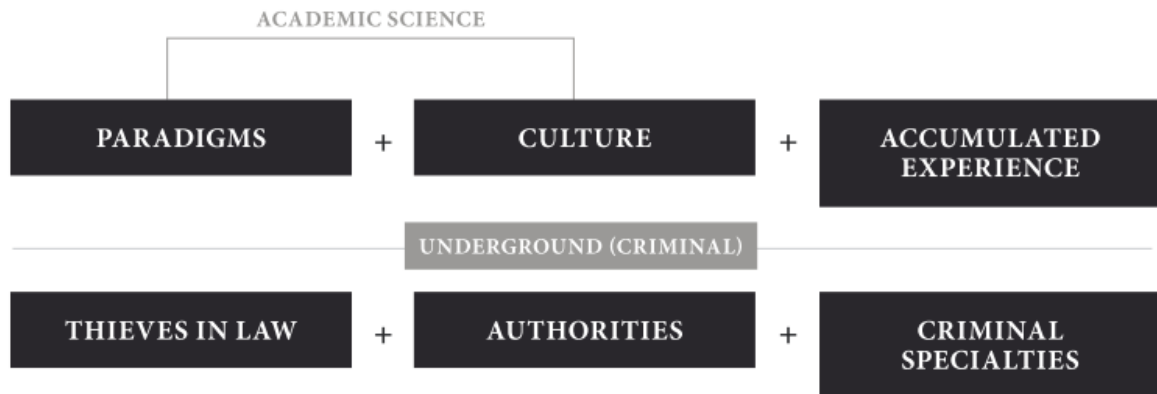 ACADEMIC SCIENCE
PARADIGMS + CULTURE + ACCUMULATED
EXPERIENCE
UNDERGROUND (CRIMINAL)
THIEVES IN LAW + AUTHORITIES + CRIMINAL
SPECIALTIES